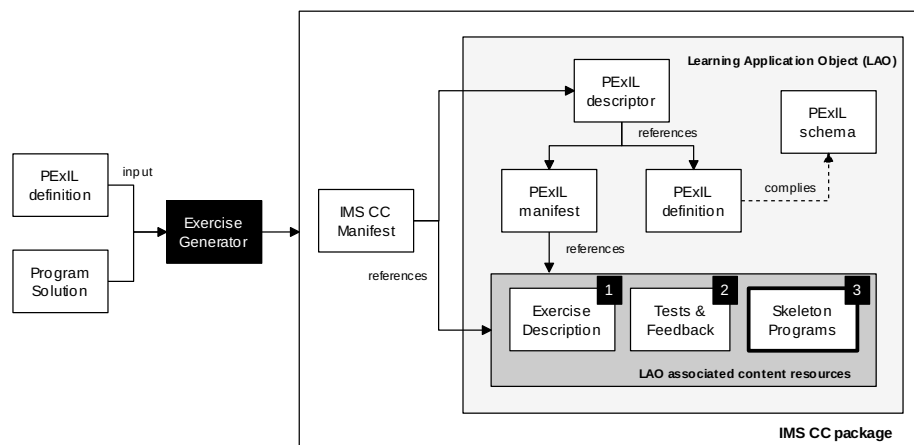 Learning Application Object (LAO)
PExIL
descriptor
PExIL
schema
references
PExIL
definition
input
PExIL
manifest
PExIL
definition
complies
IMS CC
Manifest
Exercise
Generator
references
references
Program
Solution
1
2
3
Exercise
Description
Tests &
Feedback
Skeleton
Programs
LAO associated content resources
IMS CC package